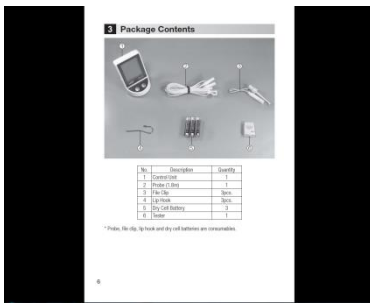 3 Package Contents
No. Description Quantity
1 Control Unit 1
2 Probe (1.8m) 1
3 File Clip 3pcs.
4 Lip Hook 3pcs.
5 Dry Cell Battery 3
6 Tester 1
* Probe, file clip, lip hook and dry cell batteries are consumables.
6